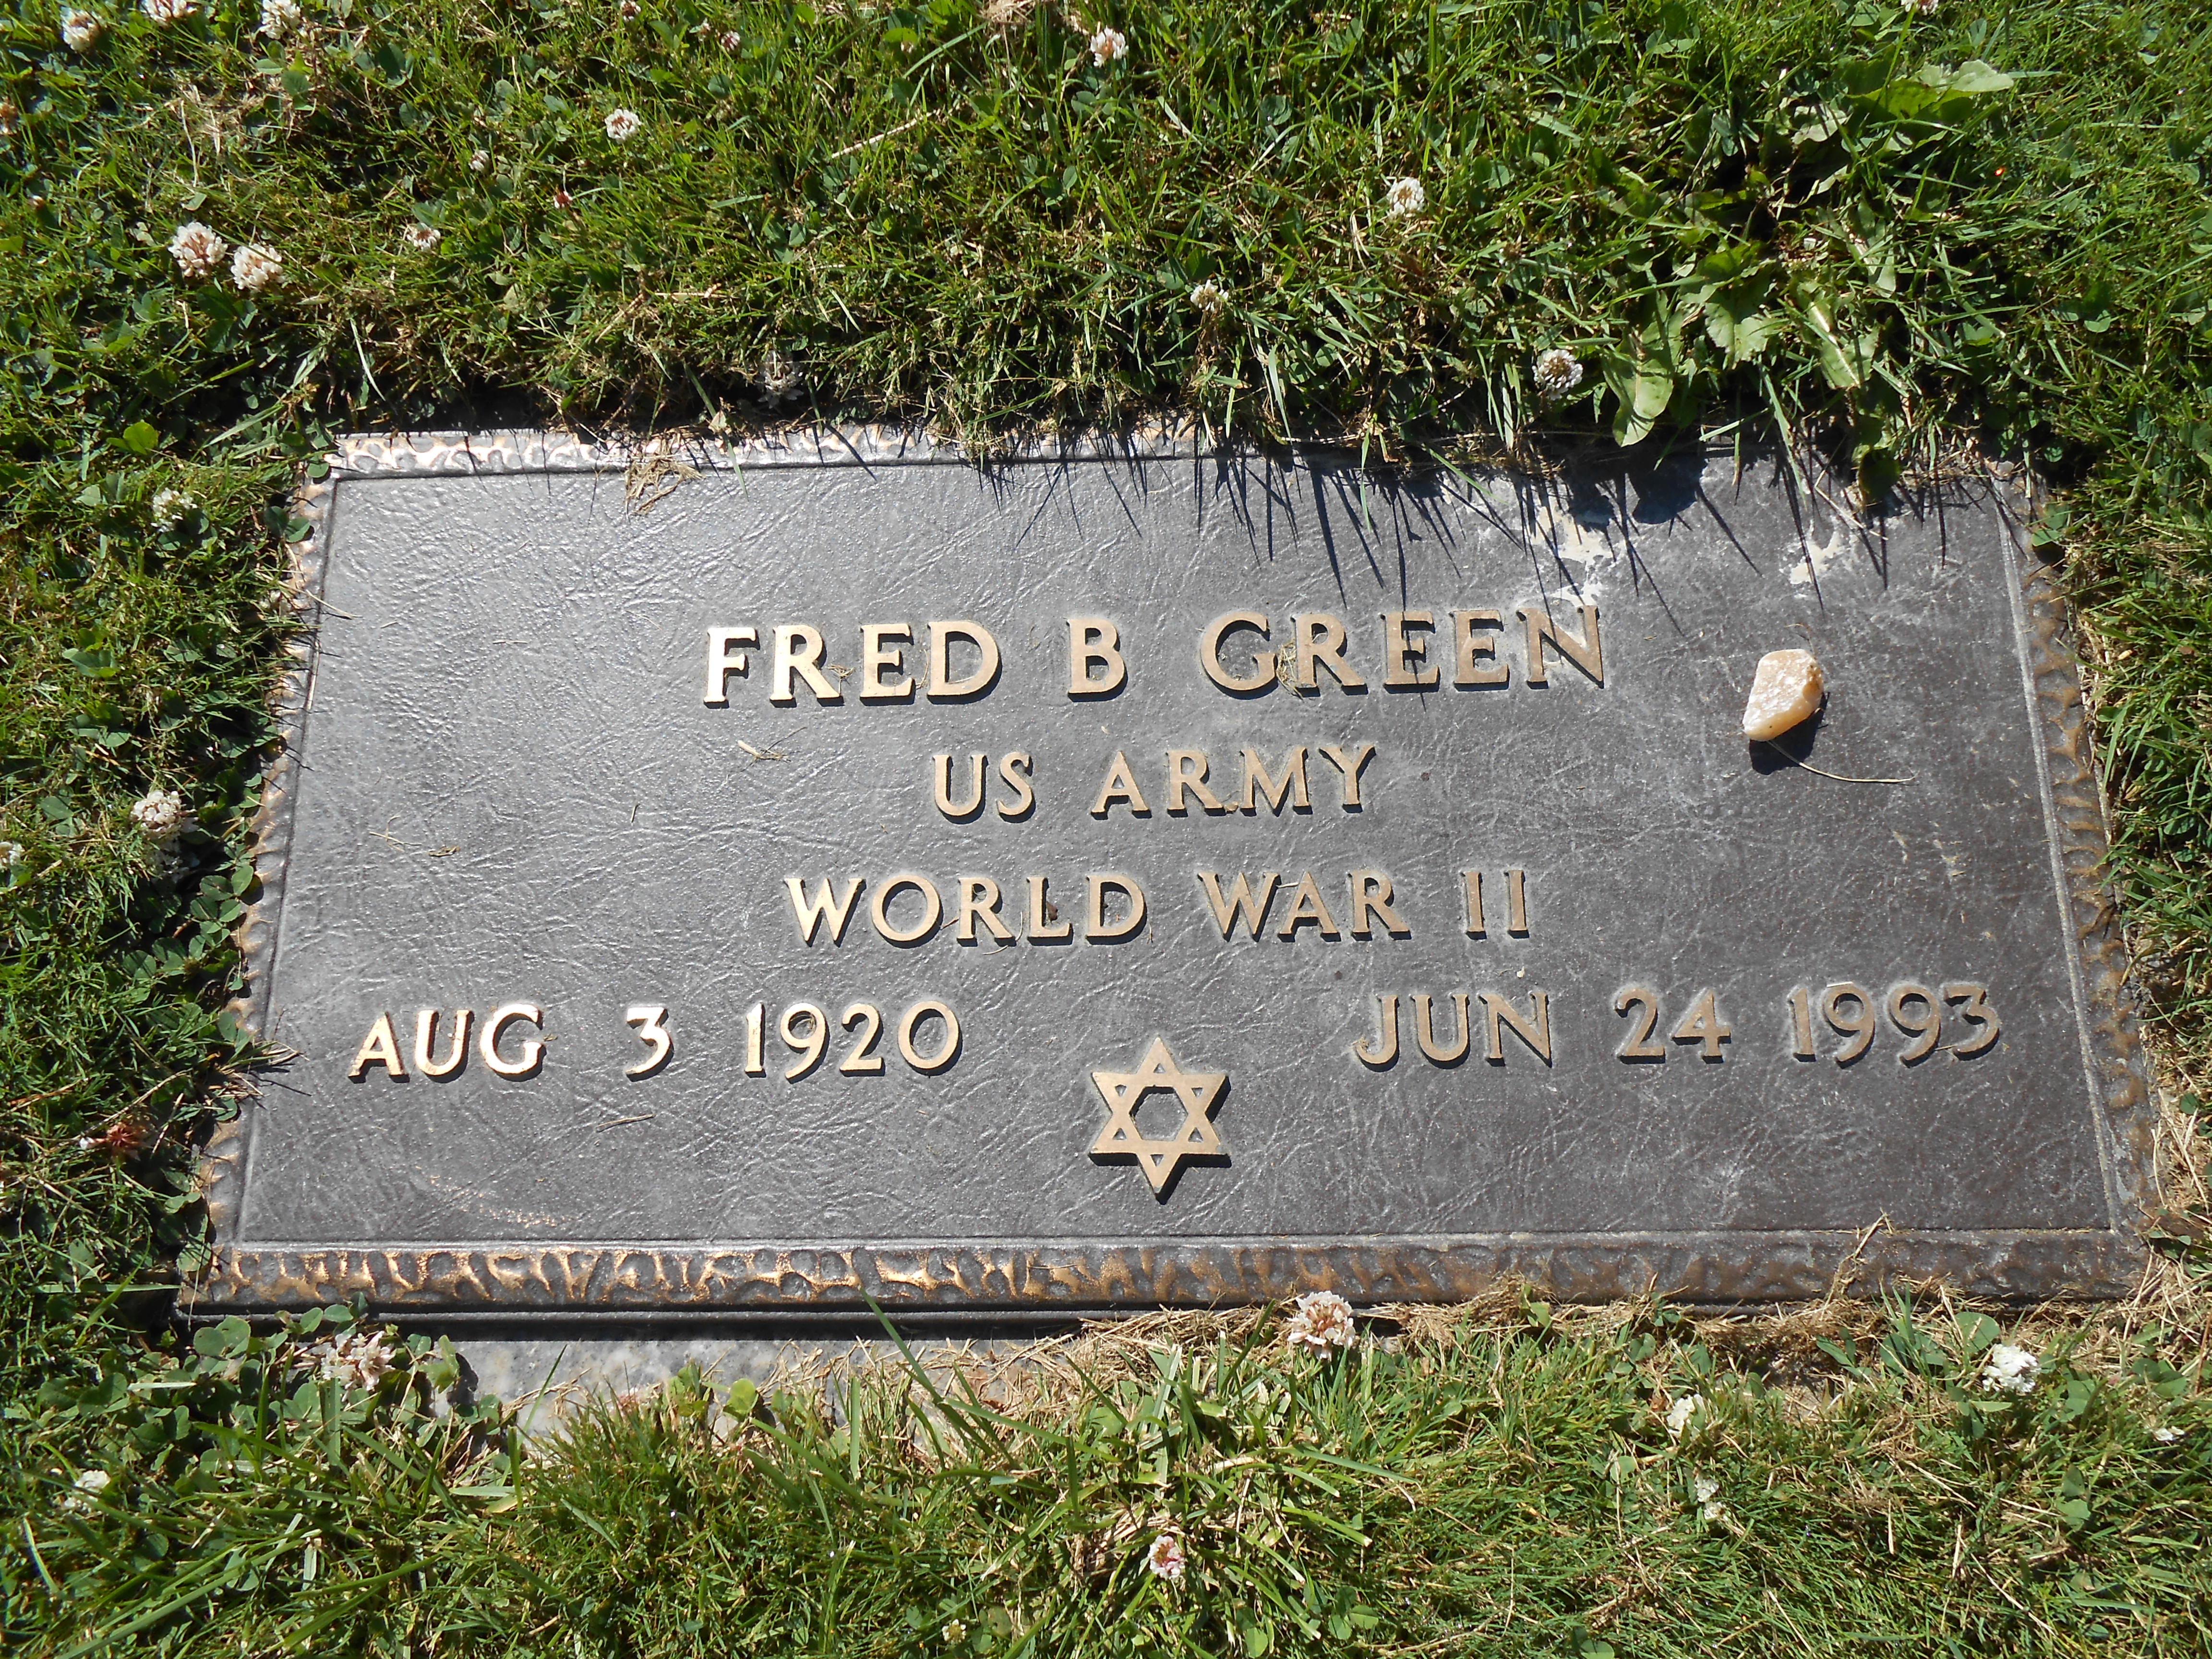 FRED B GREEN
US ARMY
WORLD WAR II
AUG 3 1920 JUN 24 1993